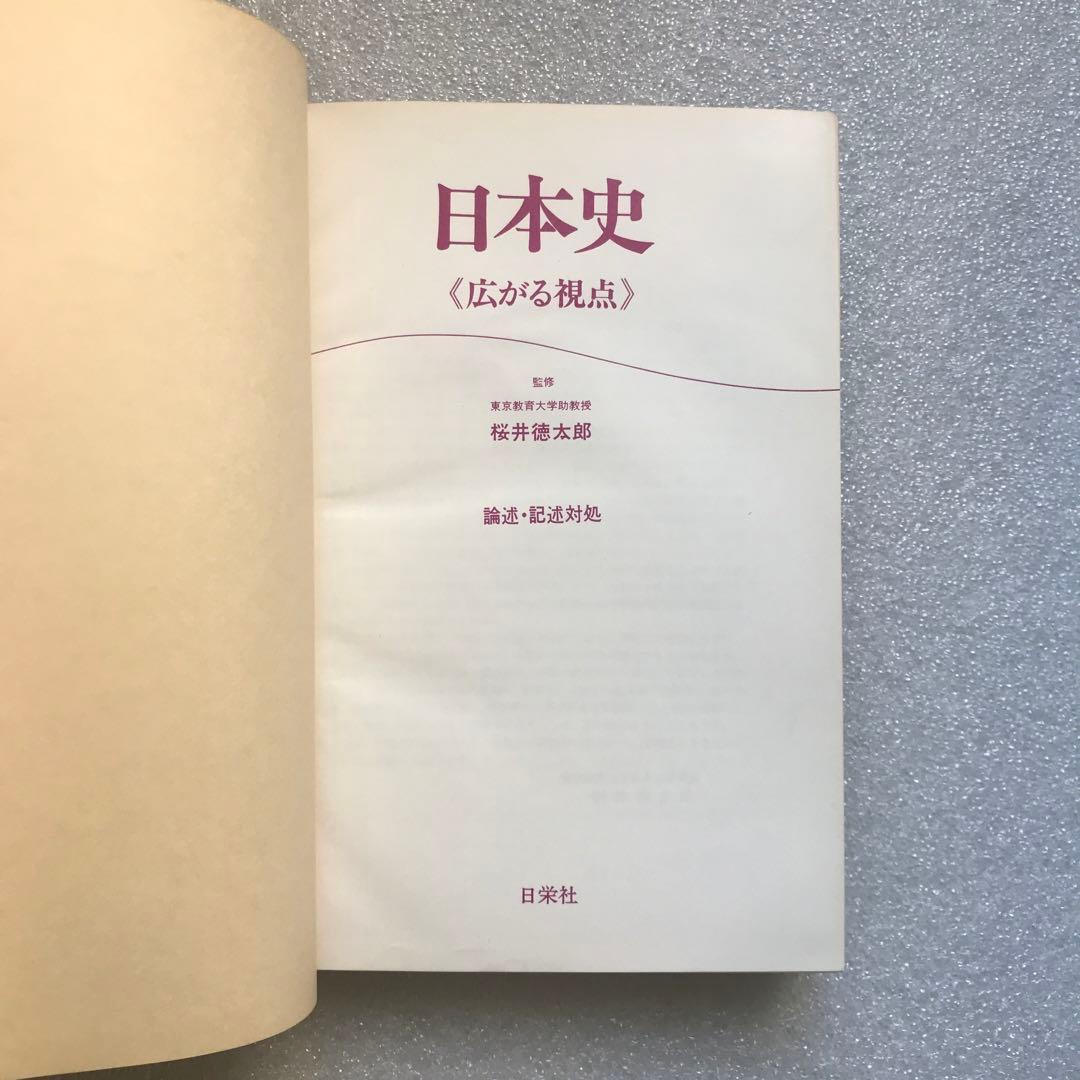 日本史
《広がる視点》
監修
東京教育大学助教授
桜井徳太郎
論述・記述対処
日栄社